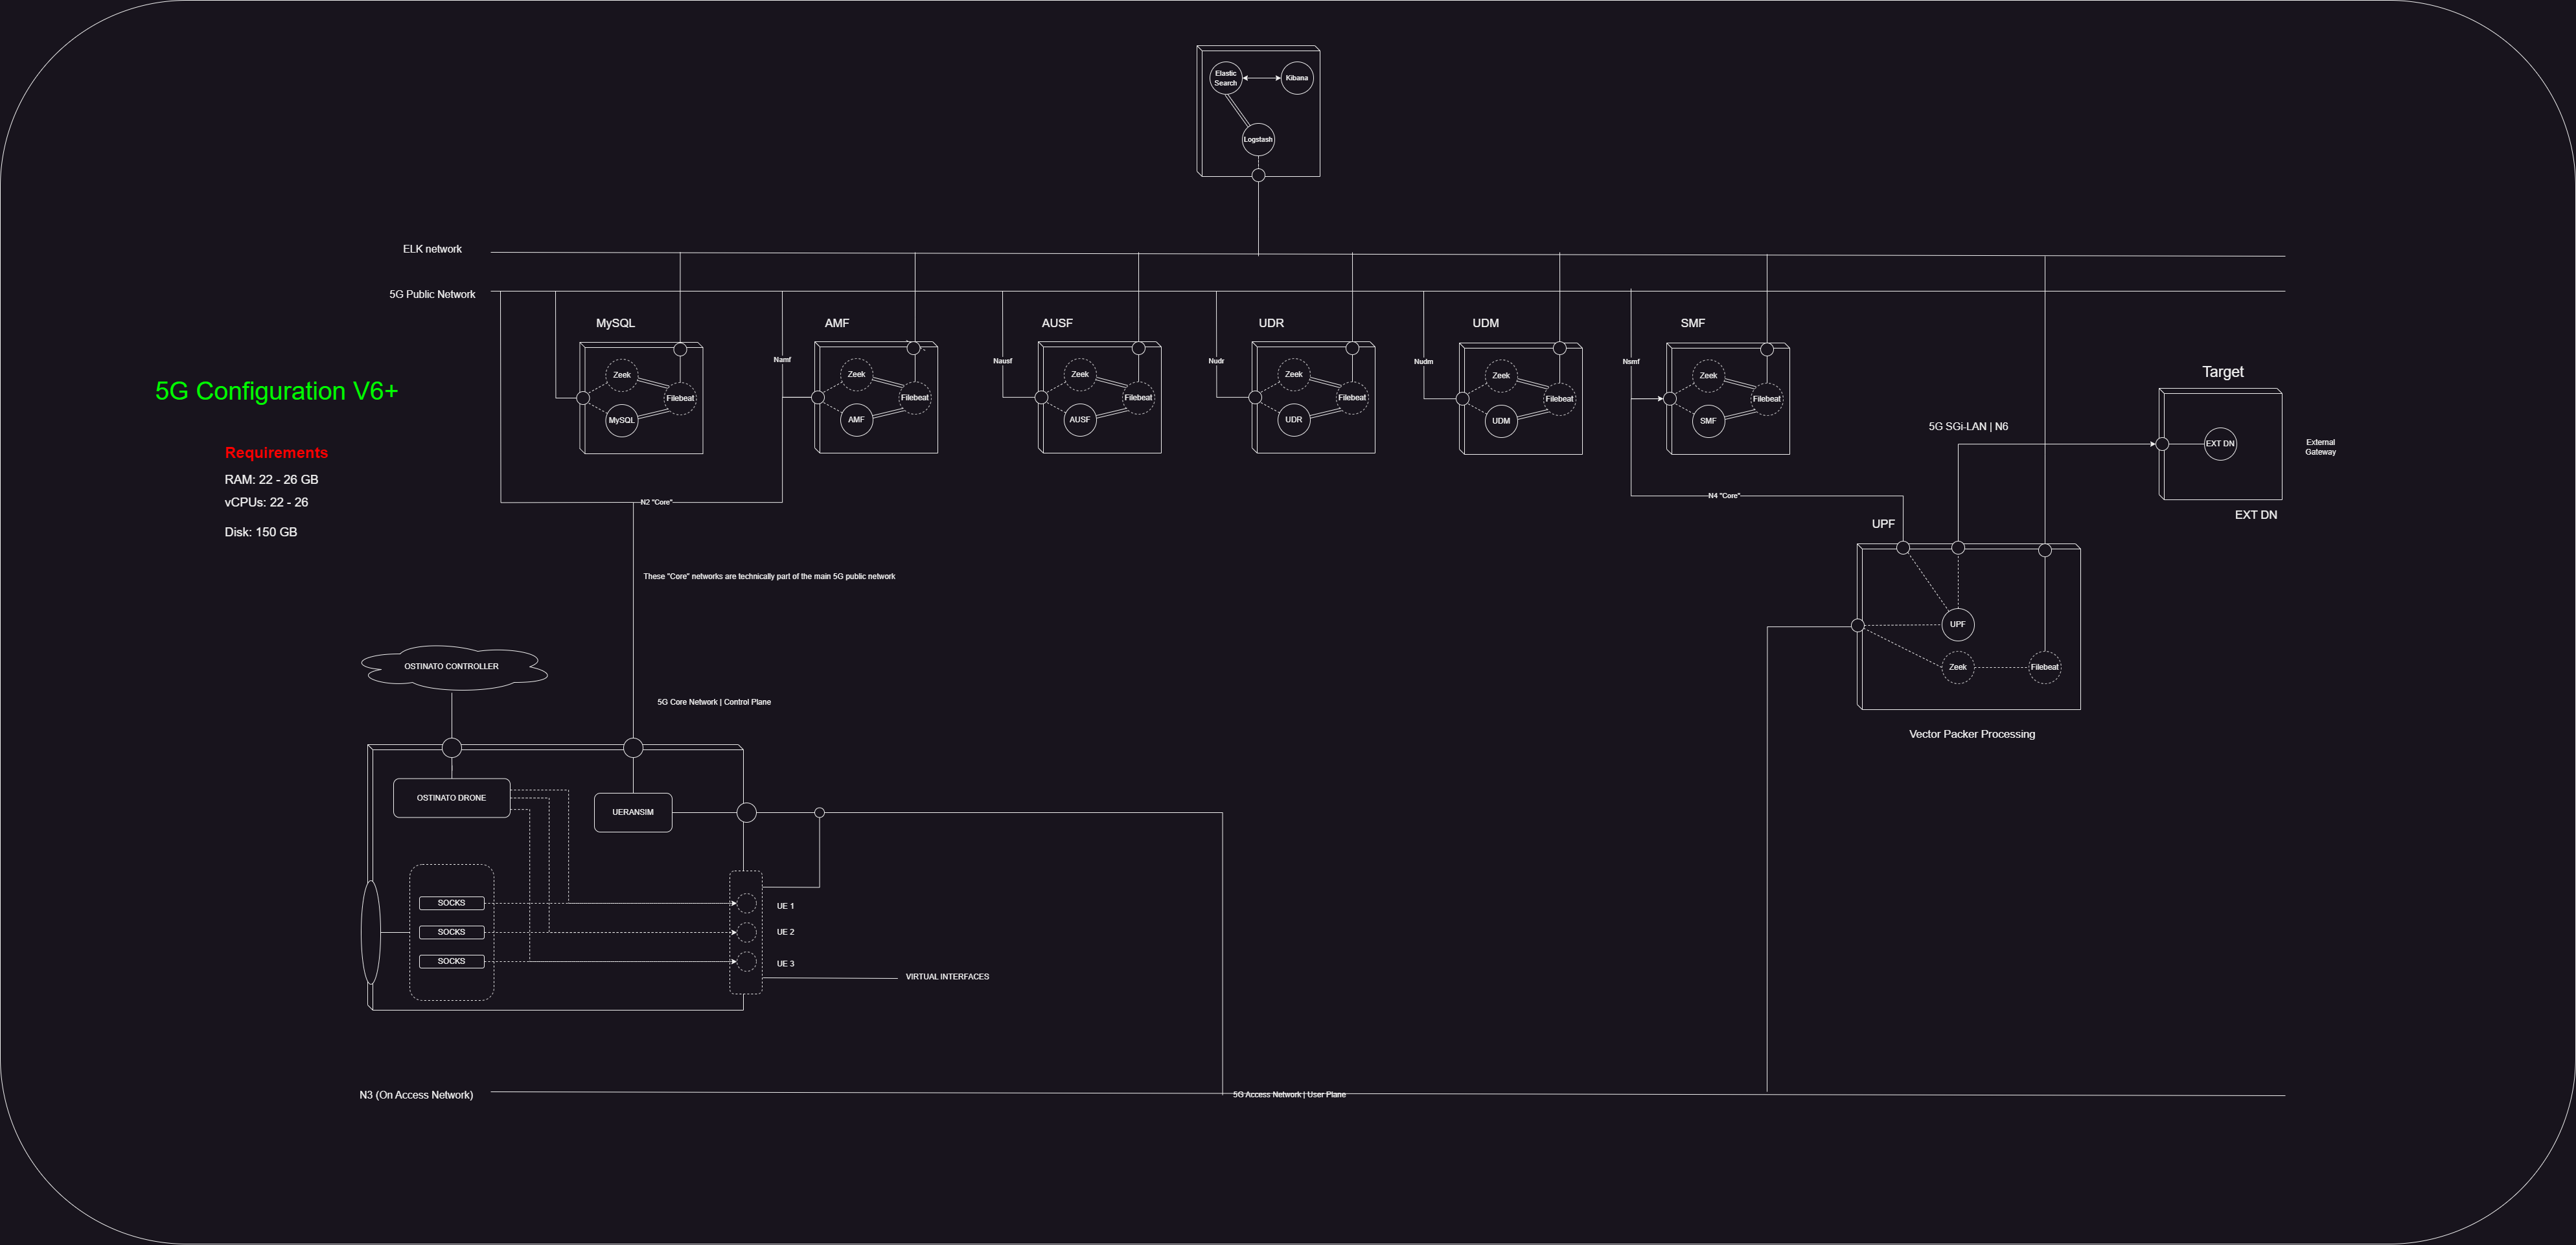 Elastic
Search
Kibana
Logstash
ELK network
5G Public Network
MySQL
AMF
AUSF
UDR
UDM
SMF
Namf
Nausf
Nudr
Nudm
Nsmf
Zeek
Filebeat
MySQL
Zeek
Filebeat
AMF
Zeek
Filebeat
AUSF
Zeek
Filebeat
UDR
Zeek
Filebeat
UDM
Zeek
Filebeat
SMF
5G Configuration V6+
Requirements
RAM: 22 - 26 GB
vCPUs: 22 - 26
Disk: 150 GB
Target
5G SGi-LAN | N6
EXT DN
External
Gateway
EXT DN
N2 "Core"
N4 "Core"
UPF
These "Core" networks are technically part of the main 5G public network
UPF
Zeek
Filebeat
Vector Packer Processing
OSTINATO CONTROLLER
5G Core Network | Control Plane
OSTINATO DRONE
UERANSIM
SOCKS
UE 1
SOCKS
UE 2
SOCKS
UE 3
VIRTUAL INTERFACES
N3 (On Access Network)
5G Access Network | User Plane